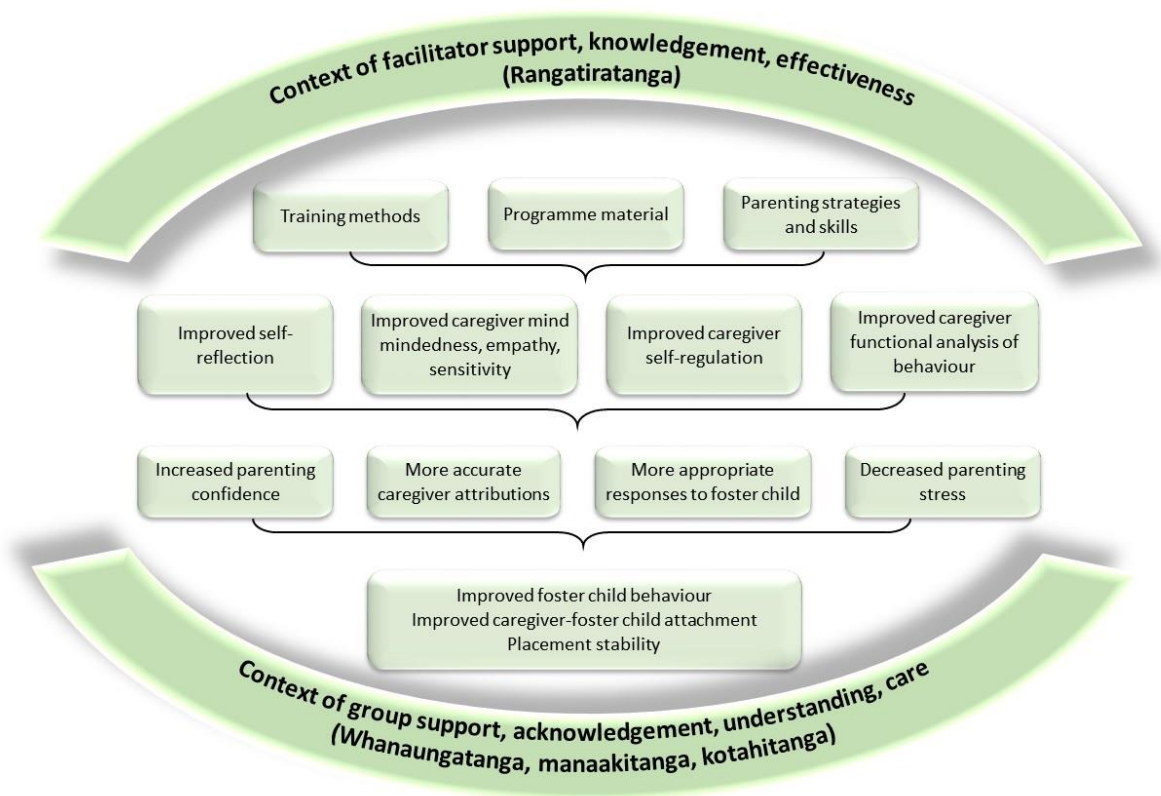 Context of facilitator support, knowledgement, effectiveness
(Rangatiratanga)
Training methods
Programme material
Parenting strategies
and skills
Improved self-
reflection
Improved caregiver mind
mindedness, empathy,
sensitivity
Improved caregiver
self-regulation
Improved caregiver
functional analysis of
behaviour
Increased parenting
confidence
More accurate
caregiver attributions
More appropriate
responses to foster child
Decreased parenting
stress
Improved foster child behaviour
Improved caregiver-foster child attachment
Placement stability
Context of group support, acknowledgement, understanding, care
(Whanaungatanga, manaakitanga, kotahitanga)